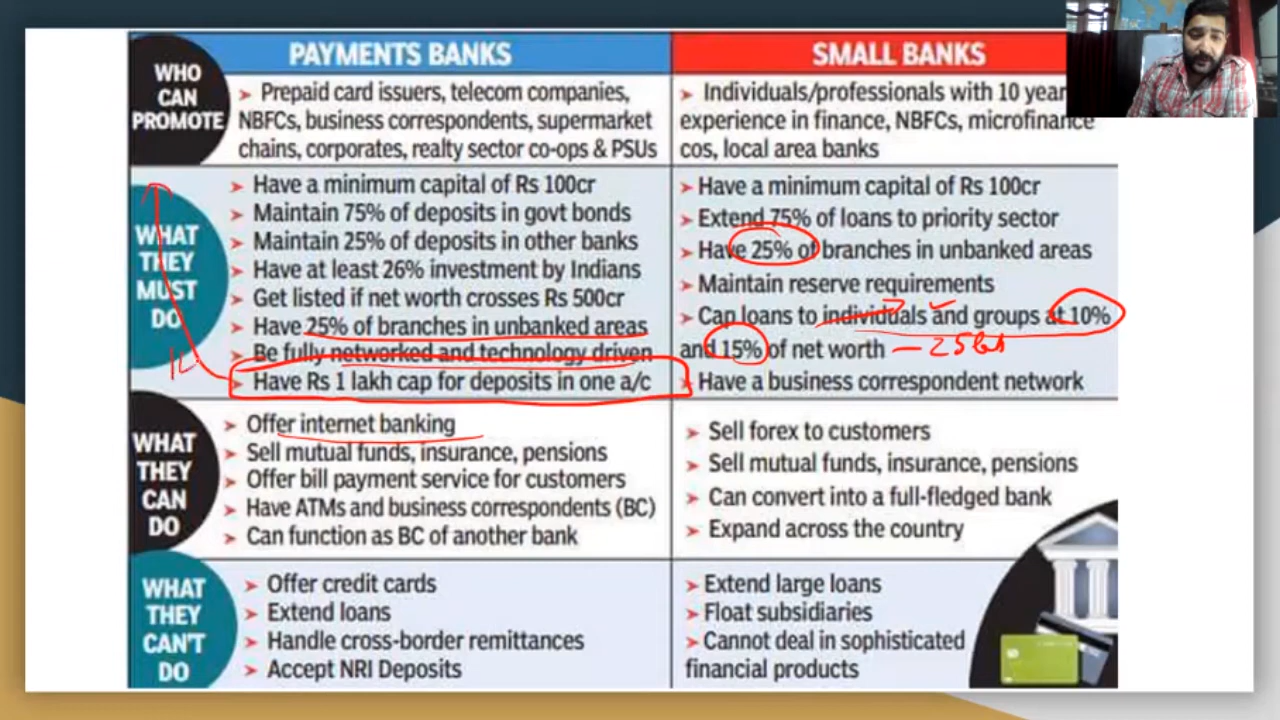 PAYMENTS BANKS
SMALL BANKS
WHO
CAN
PROMOTE
➤ Prepaid card issuers, telecom companies,
NBFCs, business correspondents, supermarket
chains, corporates, realty sector co-ops & PSUs
➤ Individuals/professionals with 10 year
experience in finance, NBFCs, microfinance
cos, local area banks
WHAT
THEY
MUST
DO
➤ Have a minimum capital of Rs 100cr
➤ Maintain 75% of deposits in govt bonds
➤ Maintain 25% of deposits in other banks
➤ Have at least 26% investment by Indians
➤ Get listed if net worth crosses Rs 500cr
➤ Have 25% of branches in unbanked areas
➤ Be fully networked and technology driven
➤ Have Rs 1 lakh cap for deposits in one a/c
➤ Have a minimum capital of Rs 100cr
➤ Extend 75% of loans to priority sector
➤ Have 25% of branches in unbanked areas
➤ Maintain reserve requirements
➤ Cap loans to individuals and groups at 10%
and 15% of net worth
➤ Have a business correspondent network
WHAT
THEY
CAN
DO
➤ Offer internet banking
➤ Sell mutual funds, insurance, pensions
➤ Offer bill payment service for customers
➤ Have ATMs and business correspondents (BC)
➤ Can function as BC of another bank
➤ Sell forex to customers
➤ Sell mutual funds, insurance, pensions
➤ Can convert into a full-fledged bank
➤ Expand across the country
WHAT
THEY
CAN'T
DO
➤ Offer credit cards
➤ Extend loans
➤ Handle cross-border remittances
➤ Accept NRI Deposits
➤ Extend large loans
➤ Float subsidiaries
➤ Cannot deal in sophisticated
financial products